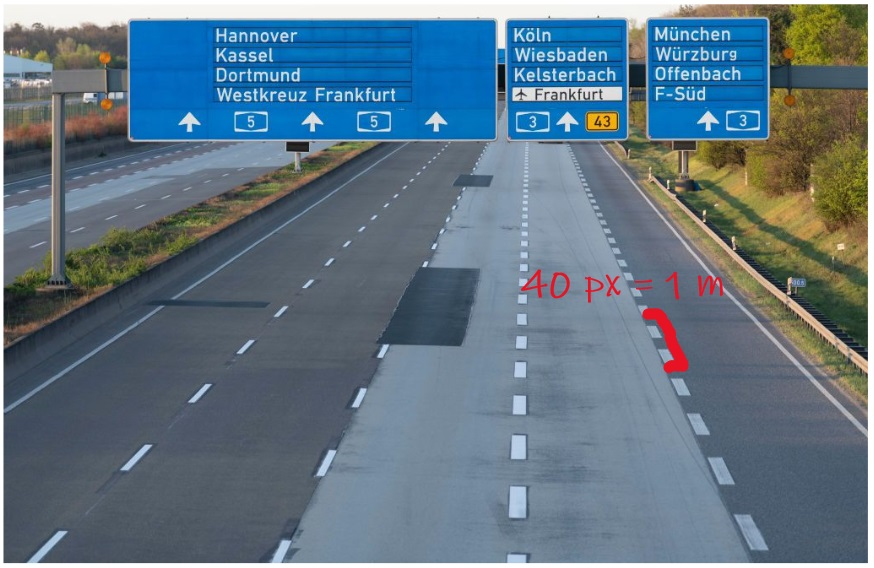 Hannover
Kassel
Dortmund
Westkreuz Frankfurt
5
5
Köln
Wiesbaden
Kelsterbach
Frankfurt
3
43
München
Würzburg
Offenbach
F-Süd
3
40 px = 1 m